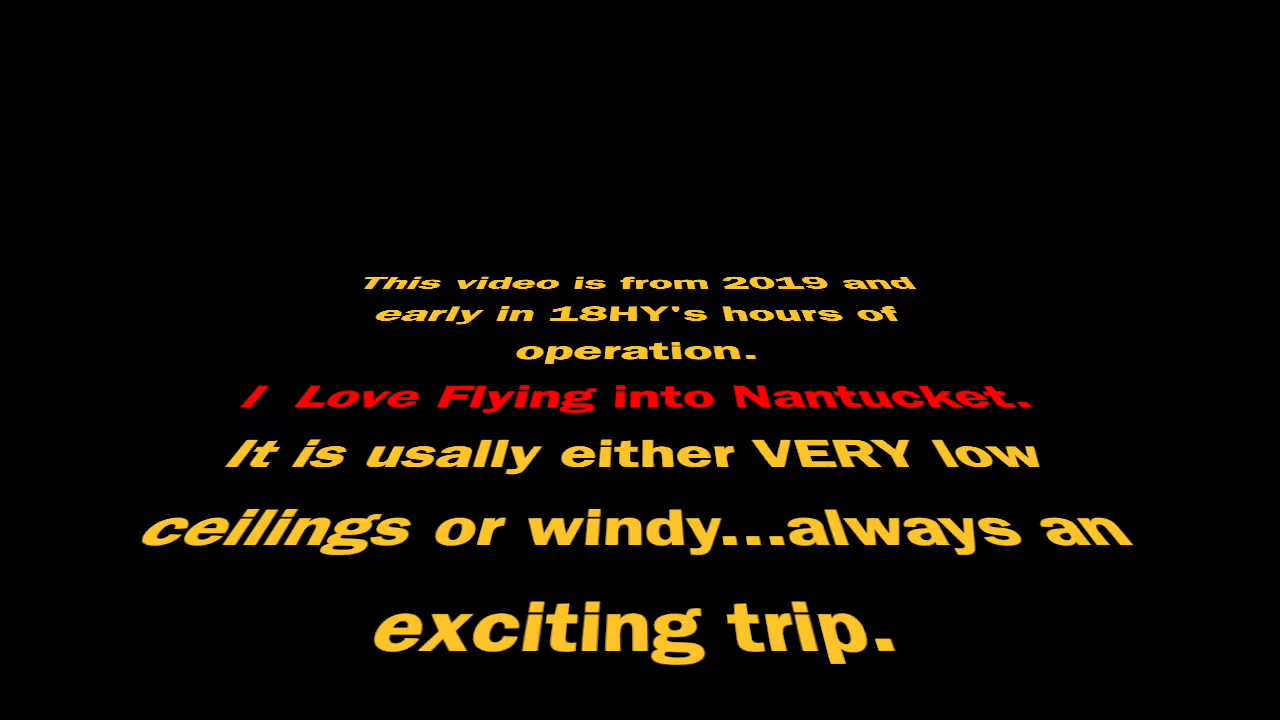 This video is from 2019 and
early in 18HY's hours of
operation.
I Love Flying into Nantucket.
It is usally either VERY low
ceilings or windy...always an
exciting trip.